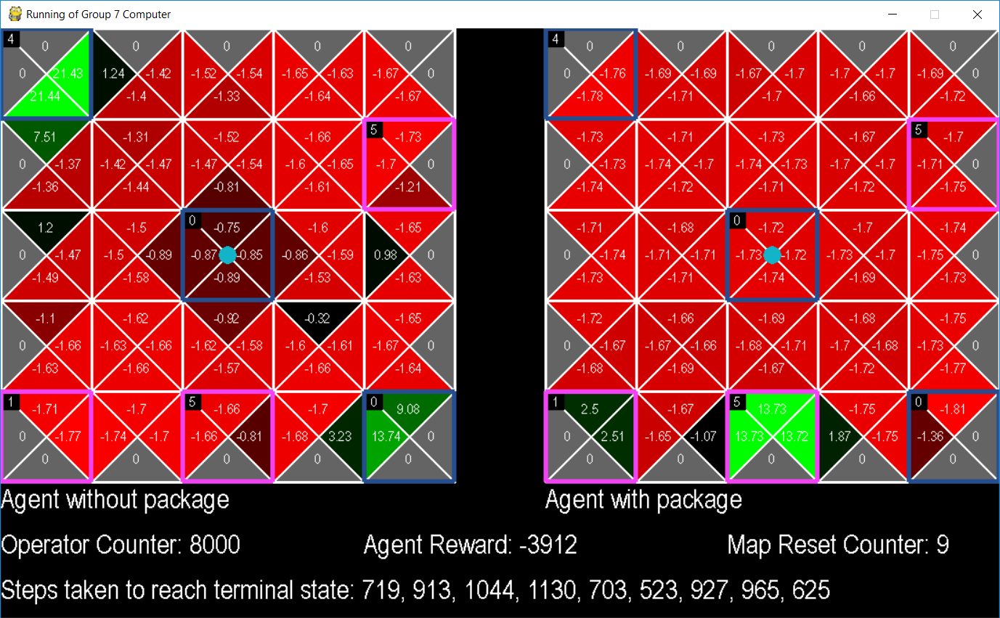 Running of Group 7 Computer
4 4
0 0 0 0 0 0 0 0 0 0
0 21.43 1.24 -1.42 -1.52 -1.54 -1.65 -1.63 -1.67 0 0 -1.76 -1.69 -1.69 -1.67 -1.7 -1.7 -1.7 -1.69 0
21.44 -1.4 -1.33 -1.64 -1.67 -1.78 -1.71 -1.7 -1.66 -1.72
5 5
7.51 -1.31 -1.52 -1.66 -1.73 -1.73 -1.71 -1.73 -1.67 -1.7
0 -1.37 -1.42 -1.47 -1.47 -1.54 -1.6 -1.65 -1.7 0 0 -1.73 -1.74 -1.7 -1.74 -1.73 -1.7 -1.7 -1.71 0
-1.36 -1.44 -0.81 -1.61 -1.21 -1.74 -1.72 -1.71 -1.72 -1.75
0 0
1.2 -1.5 -0.75 -1.6 -1.65 -1.71 -1.68 -1.72 -1.7 -1.74
0 -1.47 -1.5 -0.89 -0.87 -0.85 -0.86 -1.59 0.98 0 0 -1.74 -1.71 -1.71 -1.73 -1.72 -1.73 -1.7 -1.75 0
-1.49 -1.58 -0.89 -1.53 -1.63 -1.73 -1.71 -1.74 -1.69 -1.73
-1.1 -1.62 -0.92 -0.32 -1.65 -1.72 -1.66 -1.69 -1.68 -1.75
0 -1.66 -1.63 -1.66 -1.62 -1.58 -1.6 -1.61 -1.67 0 0 -1.67 -1.67 -1.66 -1.68 -1.71 -1.7 -1.68 -1.73 0
-1.63 -1.66 -1.57 -1.66 -1.64 -1.68 -1.69 -1.67 -1.72 -1.77
1 5 0 1 5 0
-1.71 -1.7 -1.66 -1.7 9.08 2.5 -1.67 13.73 -1.75 -1.81
0 -1.77 -1.74 -1.7 -1.66 -0.81 -1.68 3.23 13.74 0 0 2.51 -1.65 -1.07 13.73 13.72 1.87 -1.75 -1.36 0
0 0 0 0 0 0 0 0 0 0
Agent without package Agent with package
Operator Counter: 8000 Agent Reward: -3912 Map Reset Counter: 9
Steps taken to reach terminal state: 719, 913, 1044, 1130, 703, 523, 927, 965, 625